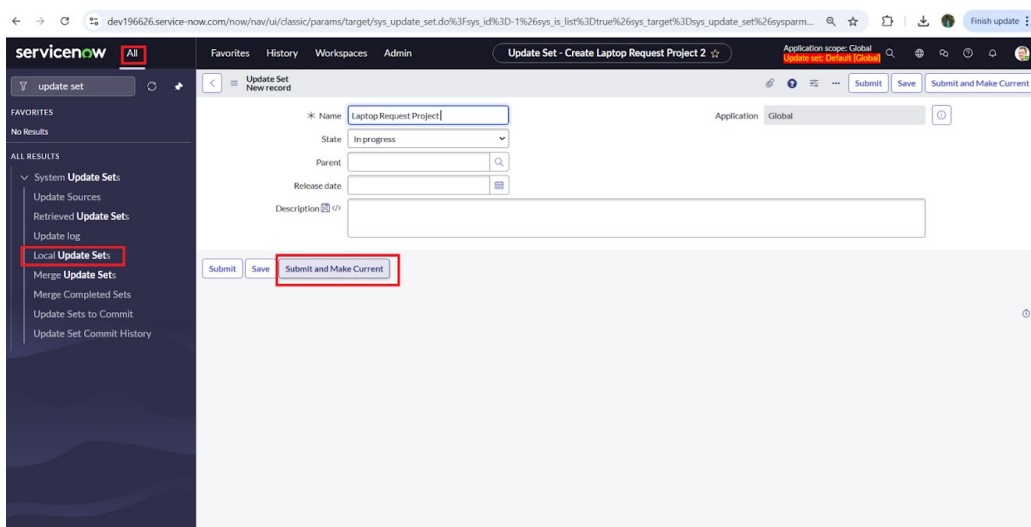 dev196626.service-now.com/now/nav/ui/classic/params/target/sys_update_set.do%3Fsys_id%3D-1%26sys_is_list%3Dtrue%26sys_target%3Dsys_update_set%26sysparm...
Finish update
servicenow
All
Favorites
History
Workspaces
Admin
Update Set - Create Laptop Request Project 2
Application scope: Global
Update set: Default [Global]
update set
Update Set
New record
Submit
Save
Submit and Make Current
FAVORITES
No Results
ALL RESULTS
System Update Sets
Update Sources
Retrieved Update Sets
Update log
Local Update Sets
Merge Update Sets
Merge Completed Sets
Update Sets to Commit
Update Set Commit History
* Name
Laptop Request Project
Application
Global
State
In progress
Parent
Release date
Description
Submit
Save
Submit and Make Current